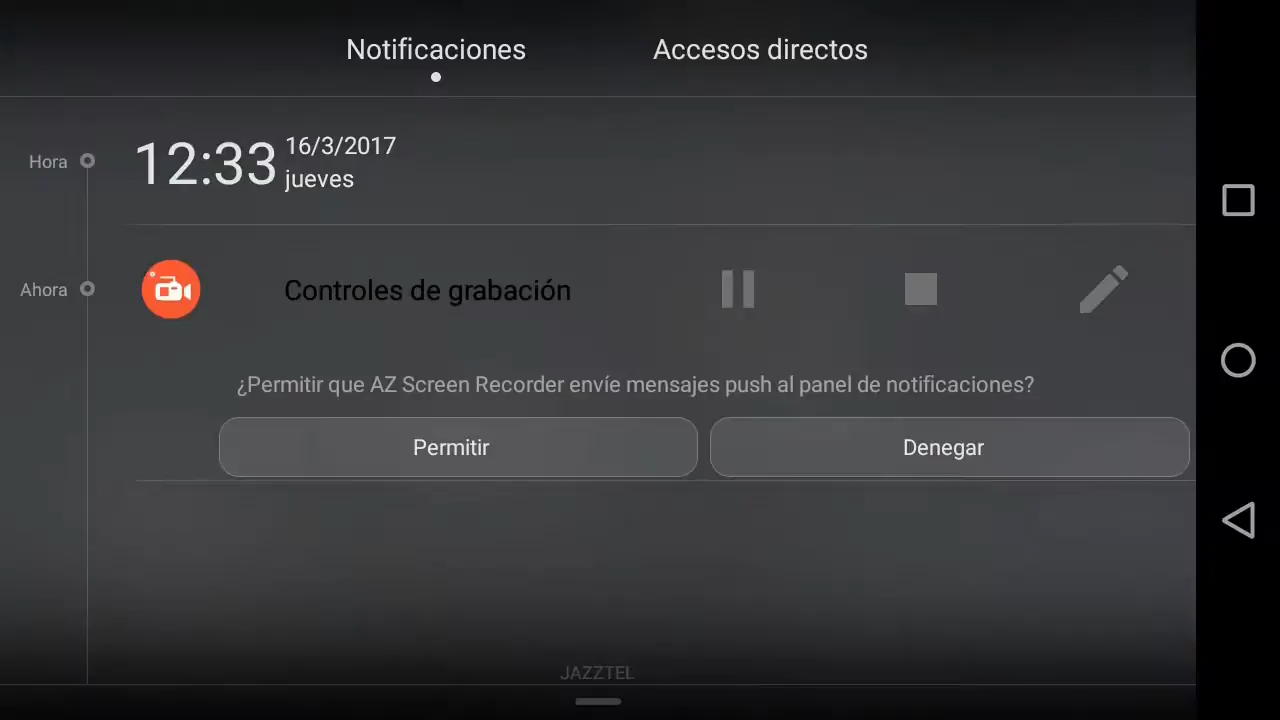 Notificaciones
Accesos directos
Hora
12:33
16/3/2017
jueves
Ahora
Controles de grabación
¿Permitir que AZ Screen Recorder envíe mensajes push al panel de notificaciones?
Permitir
Denegar
JAZZTEL